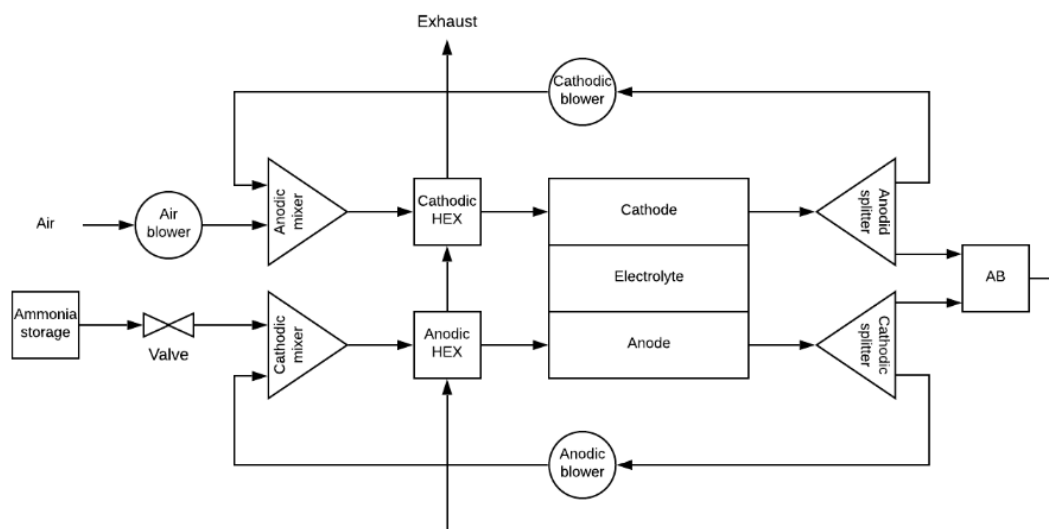 Exhaust
Cathodic
blower
Air
Air
blower
Anodic
mixer
Cathodic
HEX
Cathode
Anodid
splitter
Electrolyte
AB
Ammonia
storage
Valve
Cathodic
mixer
Anodic
HEX
Anode
Cathodic
splitter
Anodic
blower